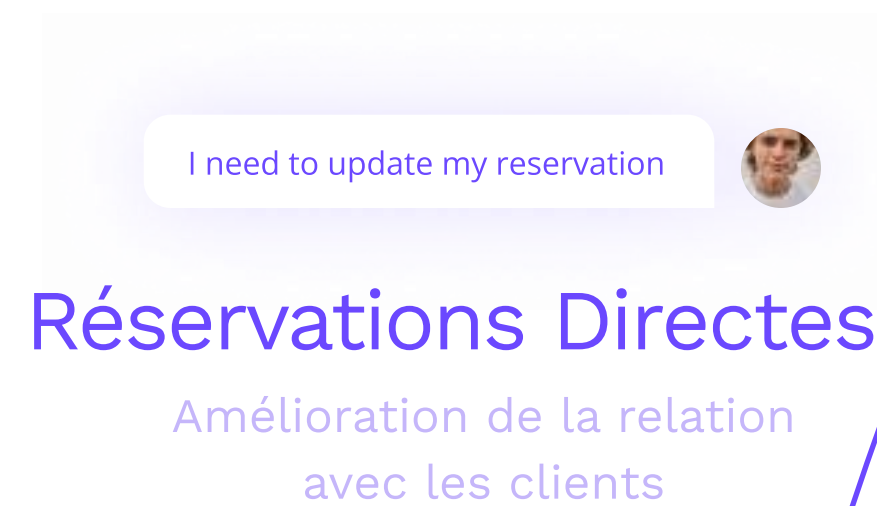 I need to update my reservation
Réservations Directes
Amélioration de la relation
avec les clients